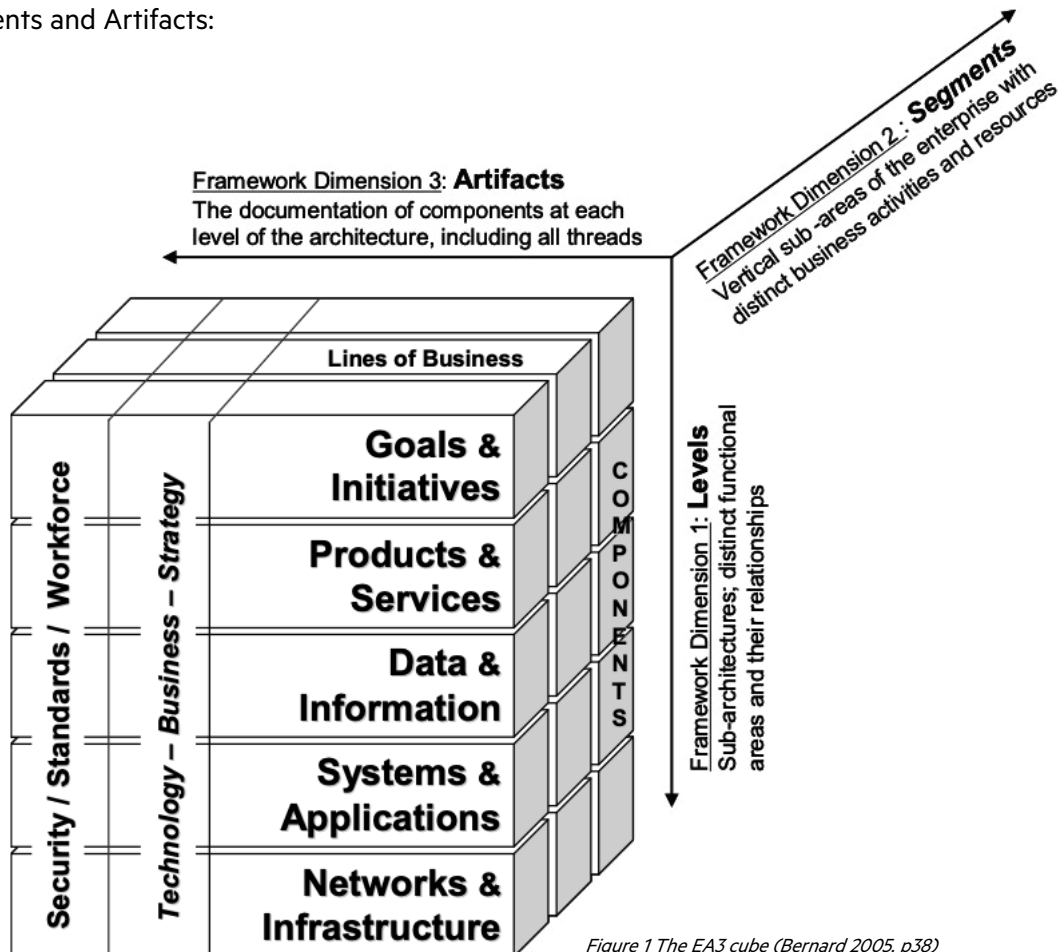 ents and Artifacts:
Framework Dimension 3: Artifacts
The documentation of components at each
level of the architecture, including all threads
Framework Dimension 2 : Segments
Vertical sub -areas of the enterprise with
distinct business activities and resources
Lines of Business
Security / Standards / Workforce
Technology – Business – Strategy
Goals &
Initiatives
Products &
Services
Data &
Information
Systems &
Applications
Networks &
Infrastructure
COMPONENTS
Framework Dimension 1: Levels
Sub-architectures; distinct functional
areas and their relationships
Figure 1 The EA3 cube (Bernard 2005, p38)